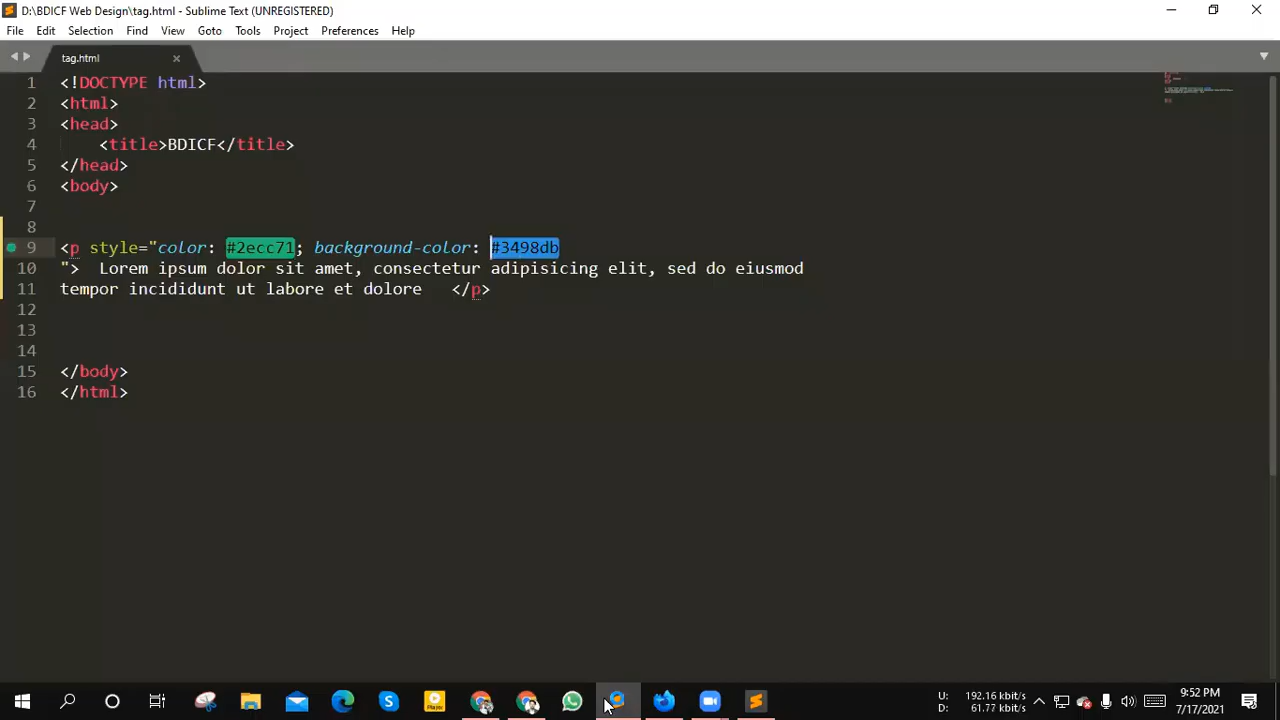 D:\BDICF Web Design\tag.html - Sublime Text (UNREGISTERED)
File Edit Selection Find View Goto Tools Project Preferences Help
tag.html
1 <!DOCTYPE html>
2 <html>
3 <head>
4 <title>BDICF</title>
5 </head>
6 <body>
7
8
9 <p style="color: #2ecc71; background-color: #3498db
10 ">  Lorem ipsum dolor sit amet, consectetur adipisicing elit, sed do eiusmod
11 tempor incididunt ut labore et dolore   </p>
12
13
14
15 </body>
16 </html>
U: 192.16 kbit/s
D: 61.77 kbit/s
9:52 PM
7/17/2021